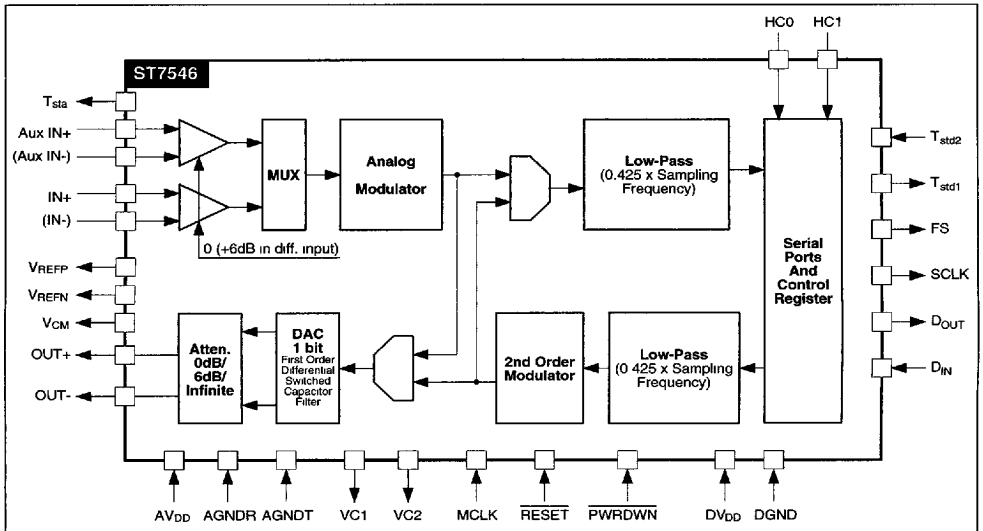 HC0 HC1
ST7546
Tsta
Aux IN+
(Aux IN-)
IN+
(IN-)
VREFP
VREFN
VCM
OUT+
OUT-
MUX
Analog
Modulator
0 (+6dB in diff. input)
Low-Pass
(0.425 x Sampling
Frequency)
Serial
Ports
And
Control
Register
Tstd2
Tstd1
FS
SCLK
DOUT
DIN
Atten.
0dB/
6dB/
Infinite
DAC
1 bit
First Order
Differential
Switched
Capacitor
Filter
2nd Order
Modulator
Low-Pass
(0 425 x Sampling
Frequency)
AVDD AGNDR AGNDT VC1 VC2 MCLK RESET PWRDWN DVDD DGND